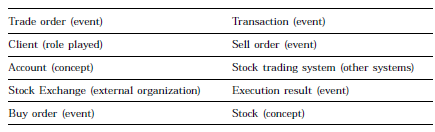 Trade order (event) Transaction (event)
Client (role played) Sell order (event)
Account (concept) Stock trading system (other systems)
Stock Exchange (external organization) Execution result (event)
Buy order (event) Stock (concept)